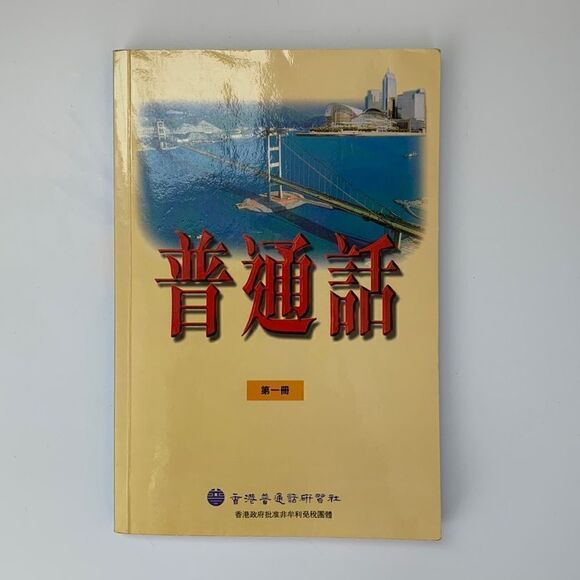 普通話
第一冊
香港普通話研習社
香港政府批准非牟利免稅團體